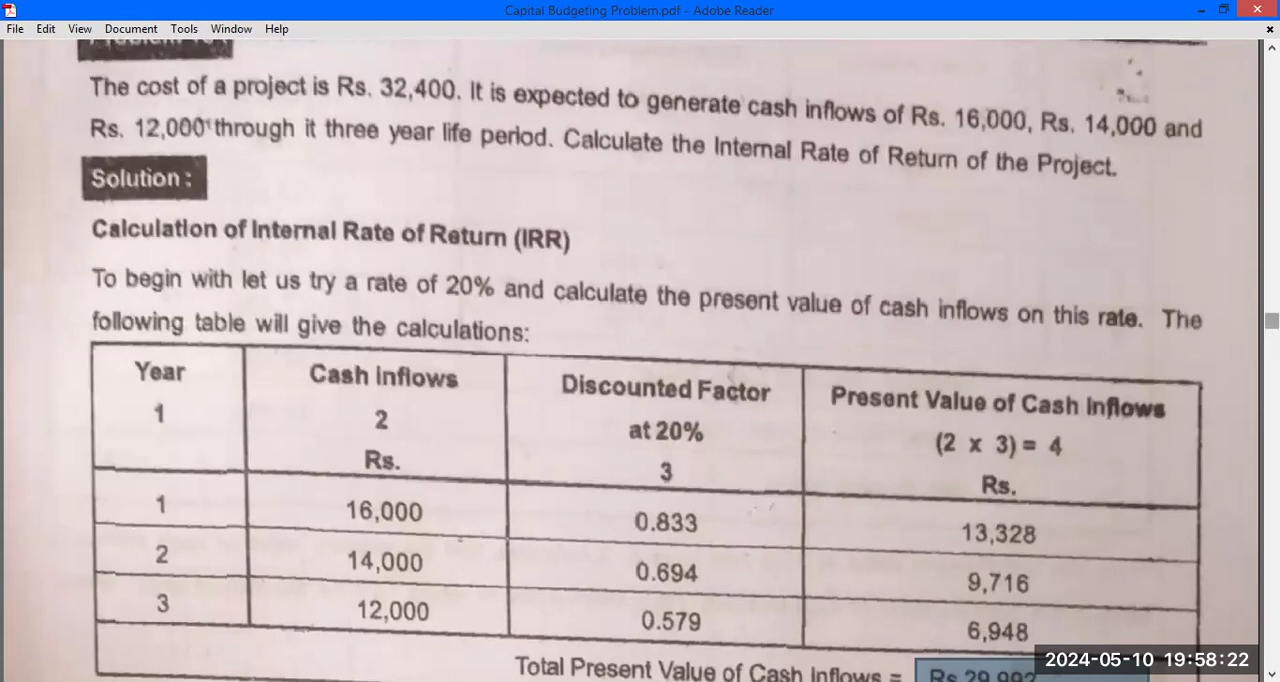 Capital Budgeting Problem.pdf - Adobe Reader
File Edit View Document Tools Window Help
The cost of a project is Rs. 32,400. It is expected to generate cash inflows of Rs. 16,000, Rs. 14,000 and
Rs. 12,000 through it three year life period. Calculate the Internal Rate of Return of the Project.
Solution :
Calculation of Internal Rate of Return (IRR)
To begin with let us try a rate of 20% and calculate the present value of cash inflows on this rate. The
following table will give the calculations:
Year Cash Inflows Discounted Factor Present Value of Cash Inflows
1 2 at 20% (2 x 3) = 4
Rs. 3 Rs.
1 16,000 0.833 13,328
2 14,000 0.694 9,716
3 12,000 0.579 6,948
Total Present Value of Cash Inflows = Rs 29,992
2024-05-10 19:58:22